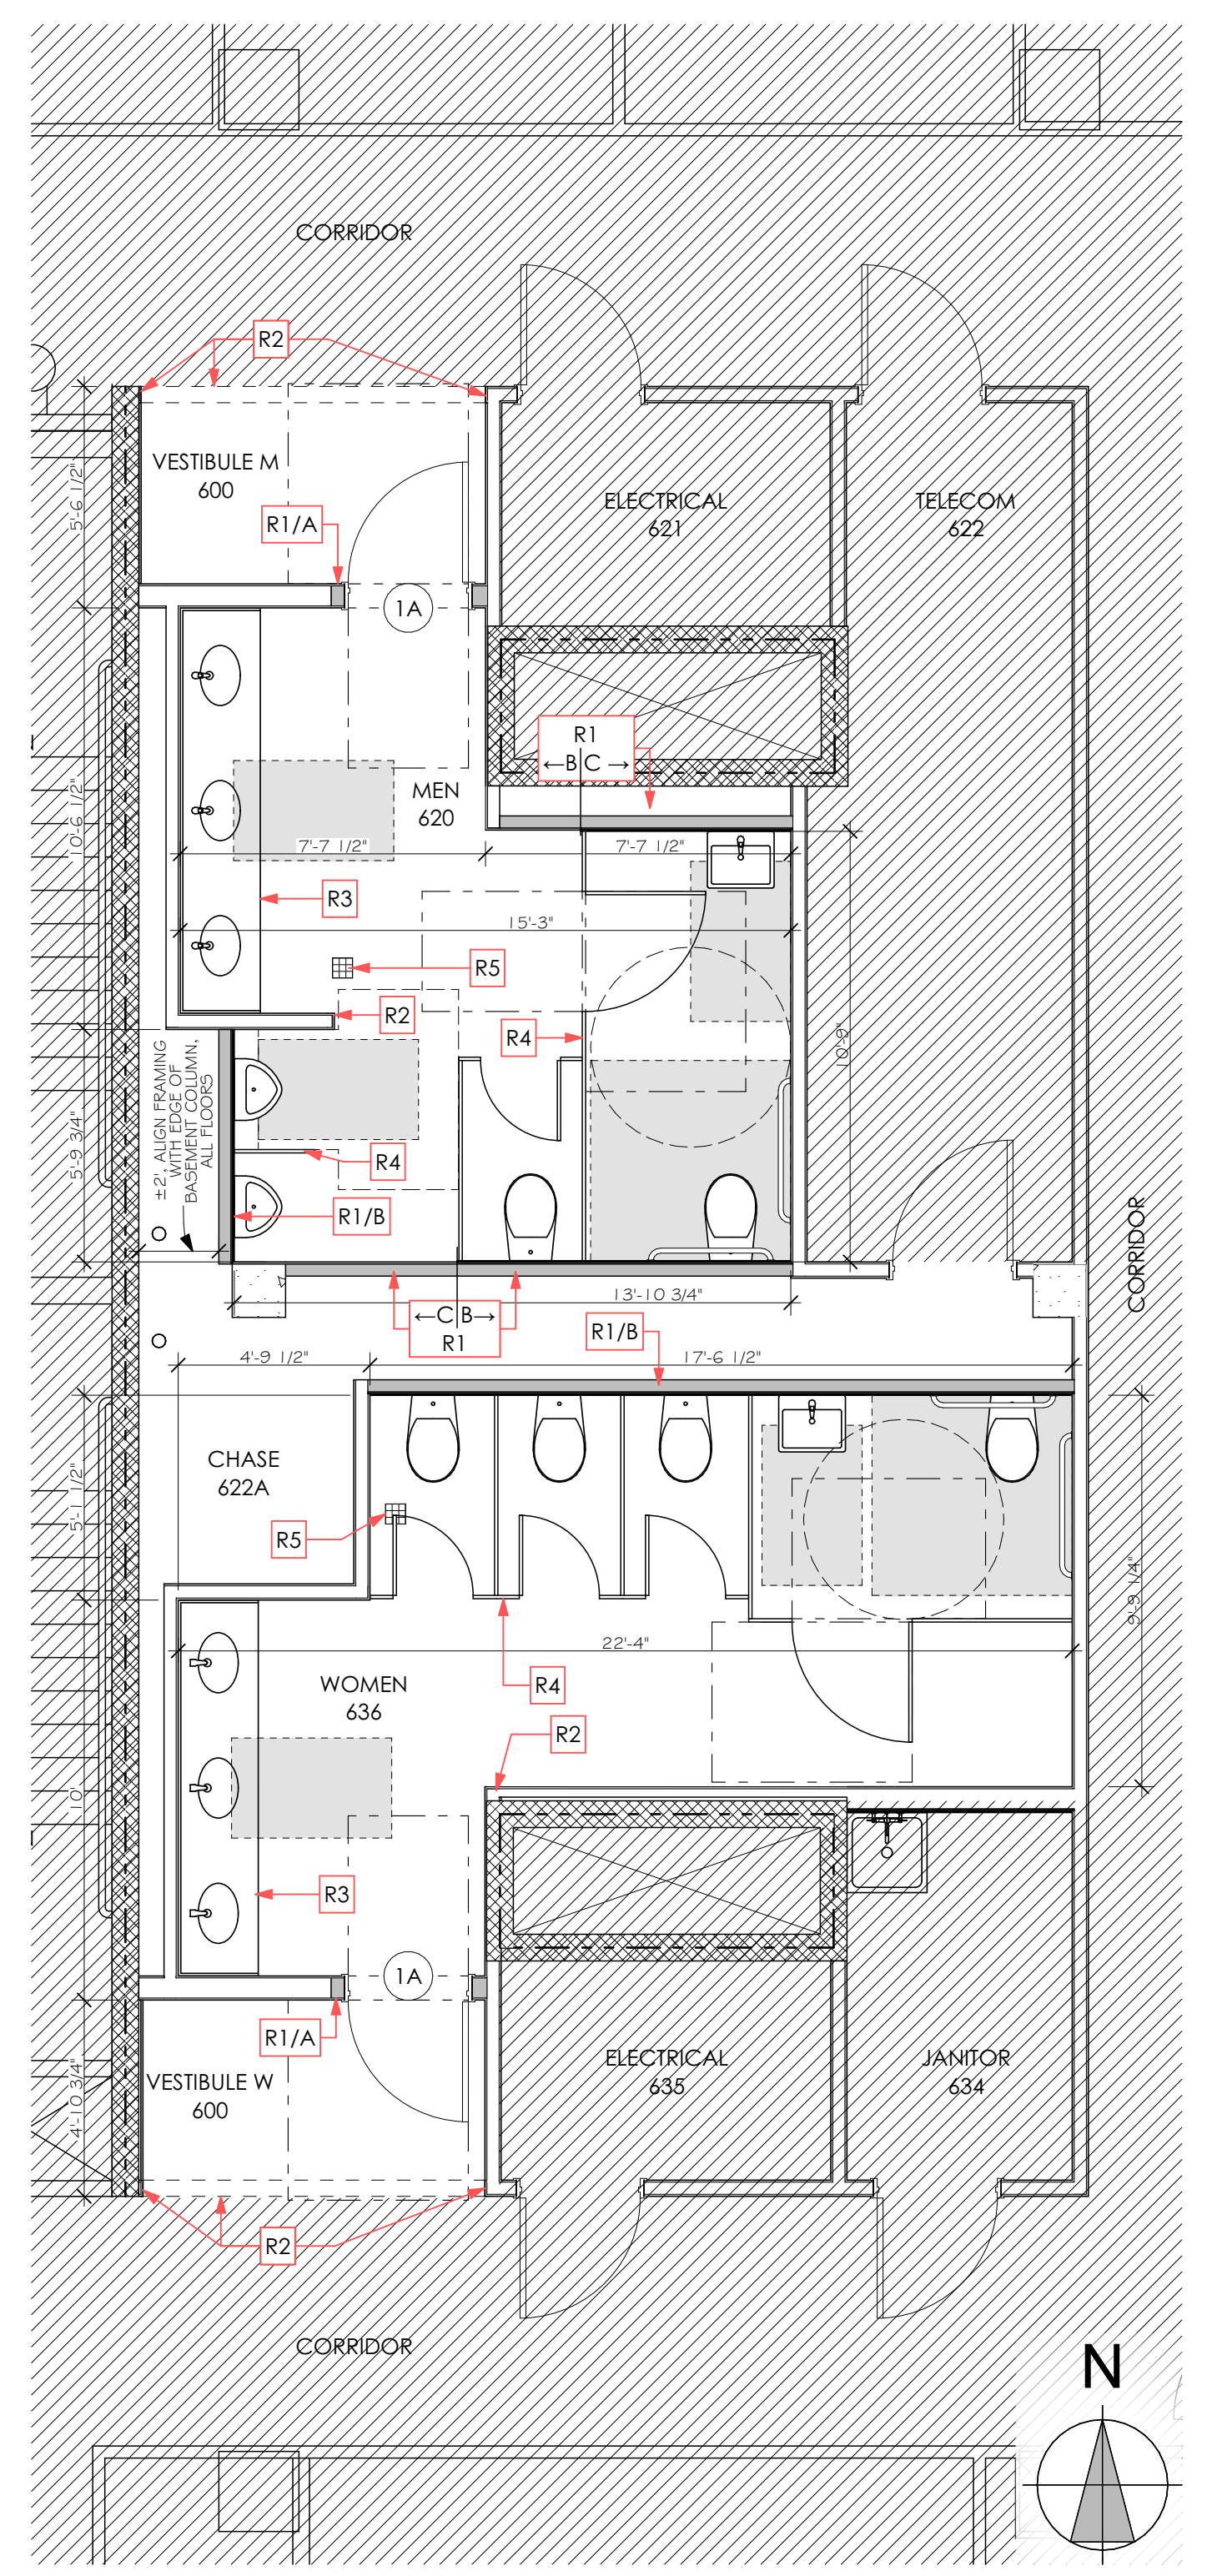 CORRIDOR
R2
VESTIBULE M
600
5'-6 1/2"
R1/A
ELECTRICAL
621
TELECOM
622
1A
R1
←B C →
MEN
620
10'-6 1/2"
7'-7 1/2"
7'-7 1/2"
R3
15'-3"
R5
R2
R4
10'-9"
±2', ALIGN FRAMING
WITH EDGE OF
BASEMENT COLUMN,
ALL FLOORS
5'-9 3/4"
R4
R1/B
CORRIDOR
13'-10 3/4"
←C B→
R1
R1/B
4'-9 1/2"
17'-6 1/2"
CHASE
622A
5'-1 1/2"
R5
9'-9 1/4"
22'-4"
WOMEN
636
R4
R2
10'
R3
1A
R1/A
ELECTRICAL
635
JANITOR
634
VESTIBULE W
600
4'-10 3/4"
R2
CORRIDOR
N